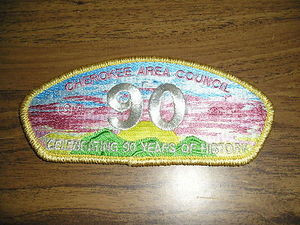 CHEROKEE AREA COUNCIL
90
CELEBRATING 90 YEARS OF HISTORY